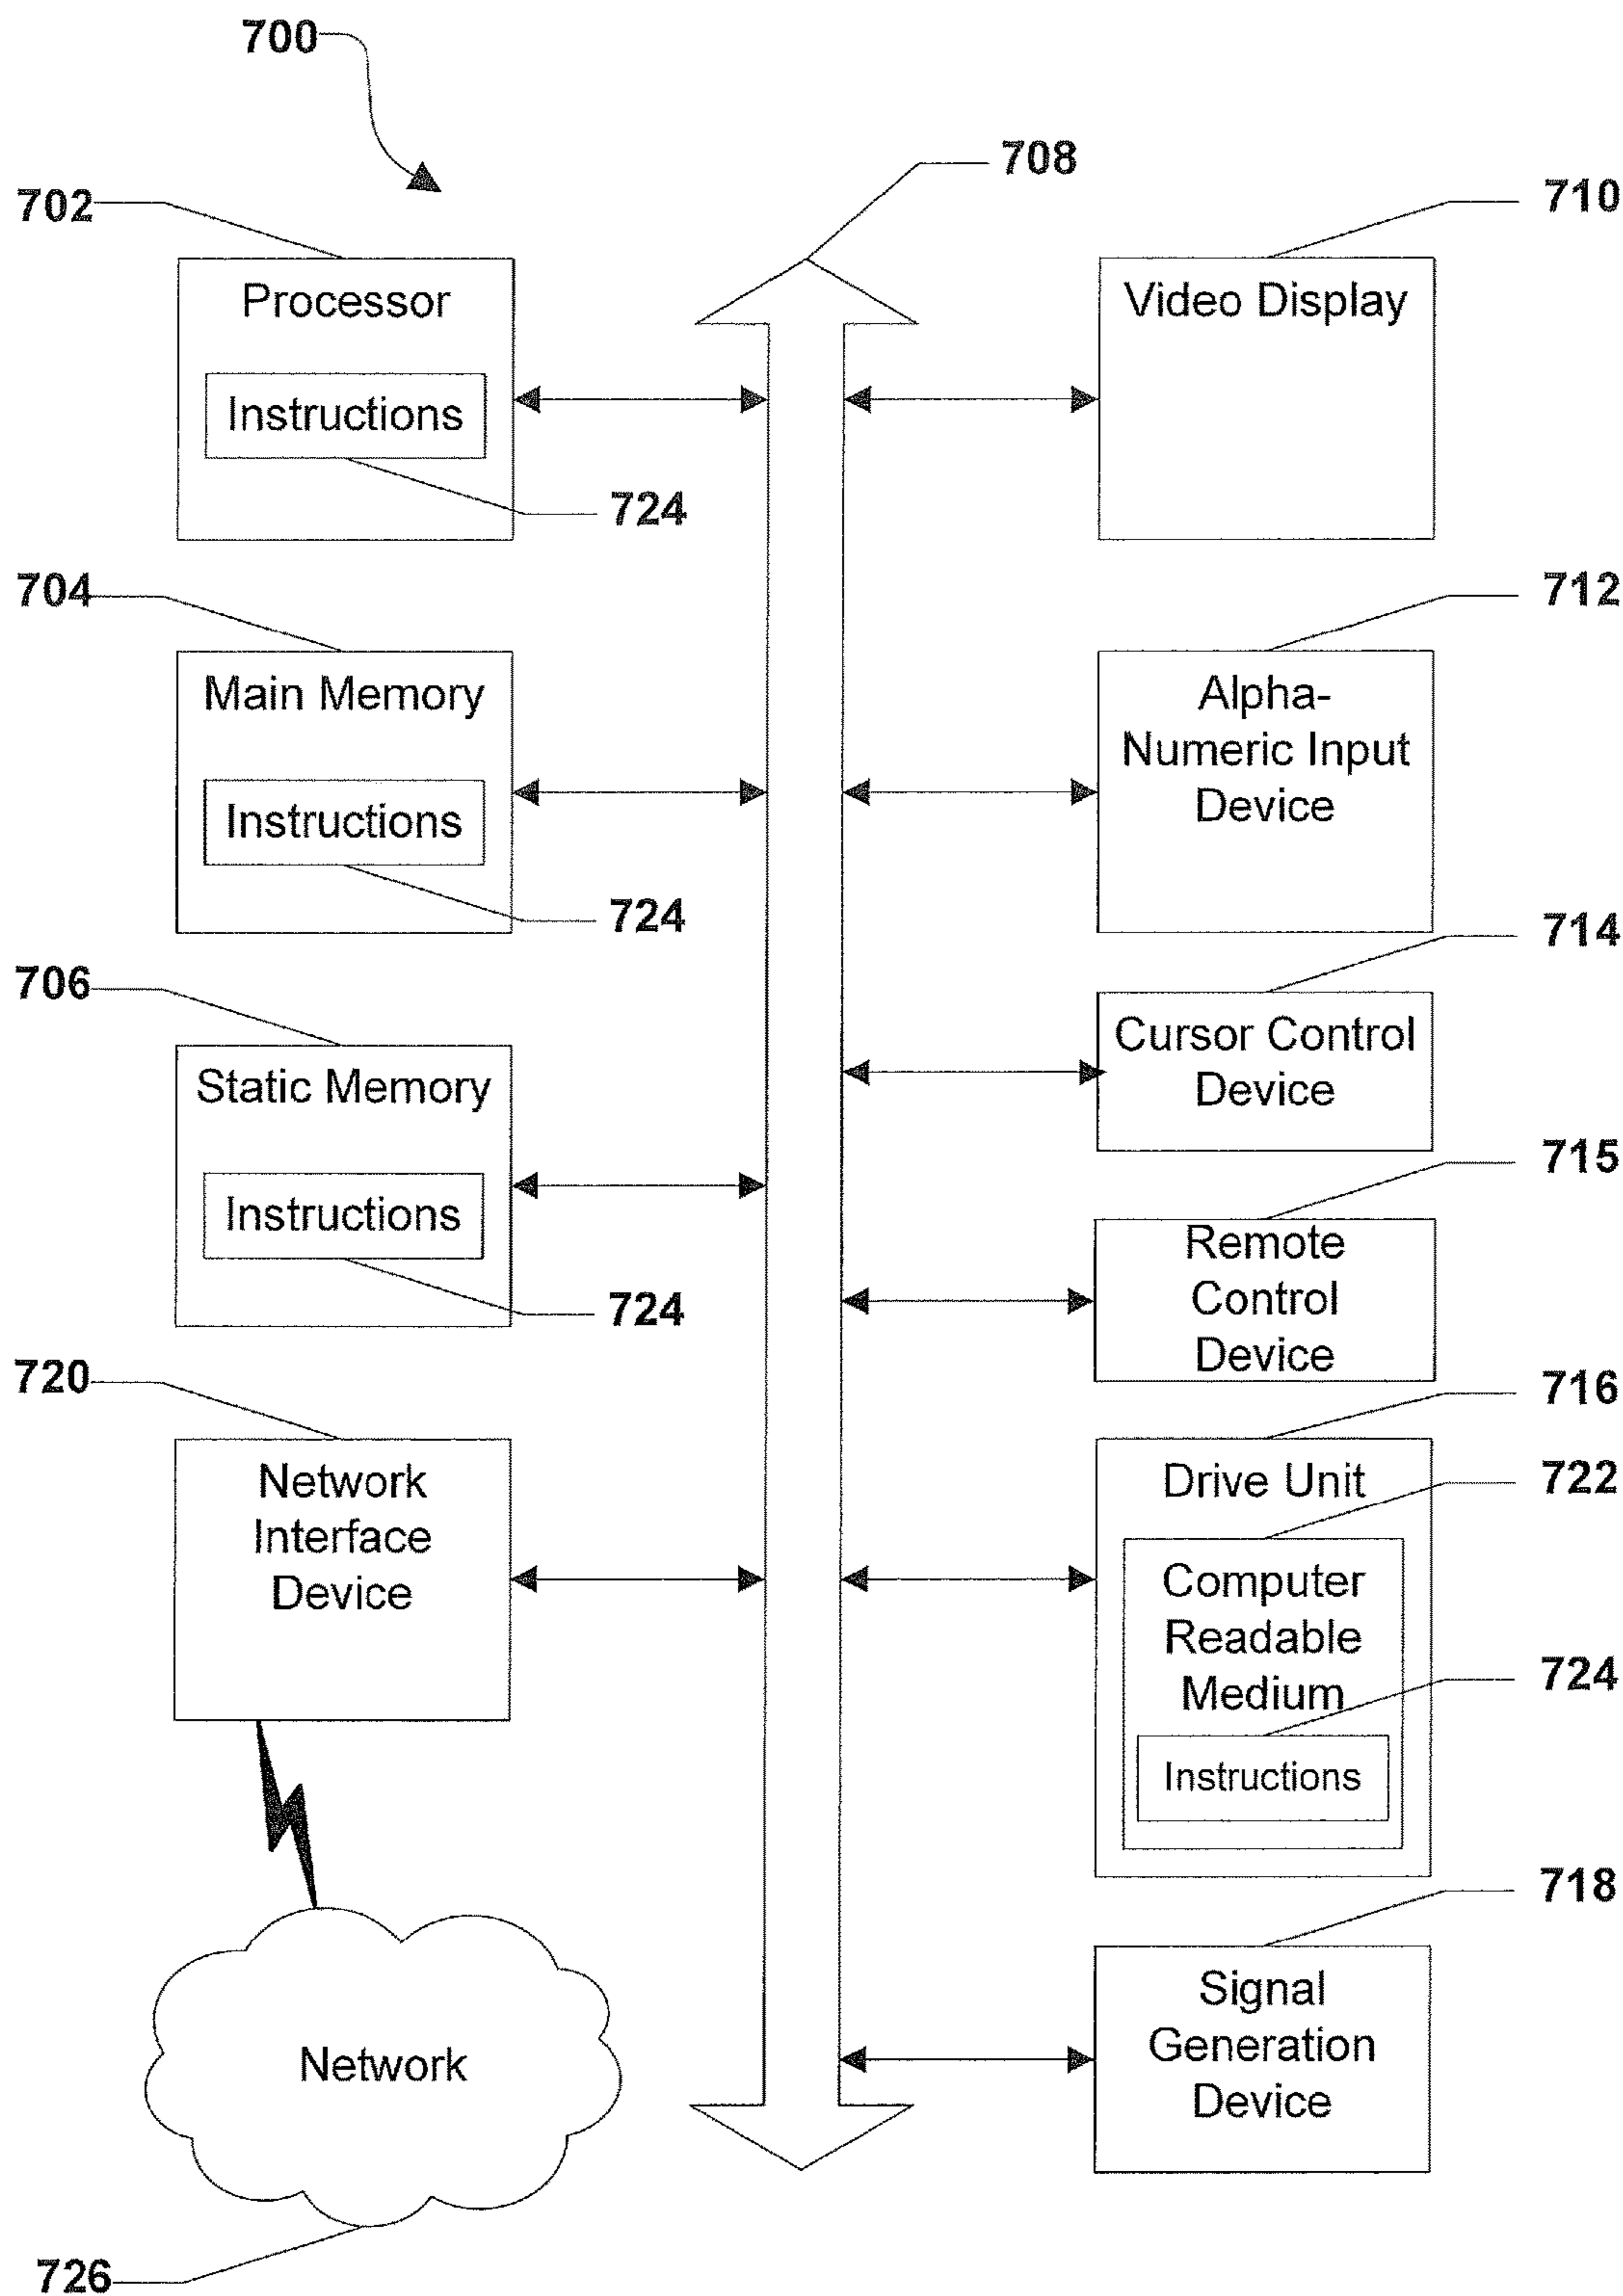 700
708
702
710
Processor
Instructions
724
Video Display
704
712
Main Memory
Instructions
724
Alpha-
Numeric Input
Device
706
714
Static Memory
Instructions
724
Cursor Control
Device
715
Remote
Control
Device
720
716
Network
Interface
Device
Drive Unit
722
Computer
Readable
Medium
724
Instructions
718
Signal
Generation
Device
Network
726